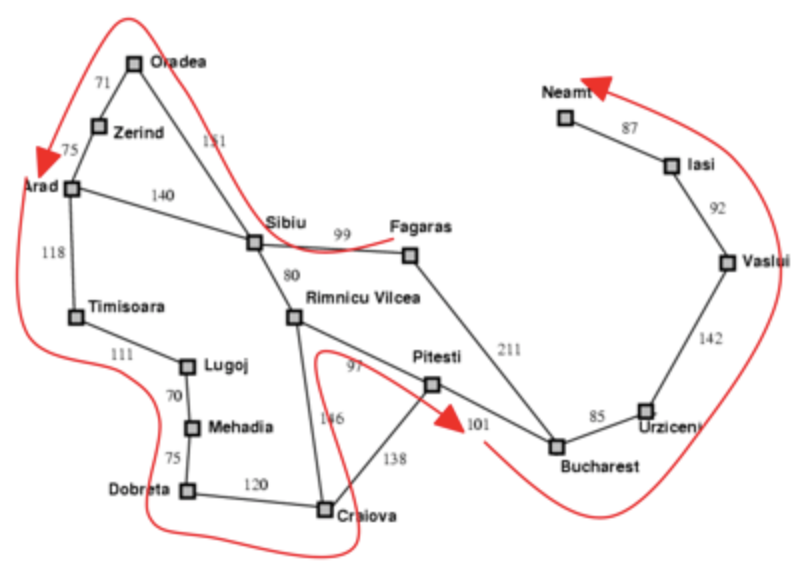 Oradea
71
Neamt
Zerind
87
75
151
Iasi
Arad
140
92
Sibiu
Fagaras
99
118
Vaslui
80
Timisoara
Rimnicu Vilcea
142
111
211
Pitesti
Lugoj
97
70
85
146
101
Mehadia
Urziceni
75
138
Bucharest
Dobreta
120
Craiova